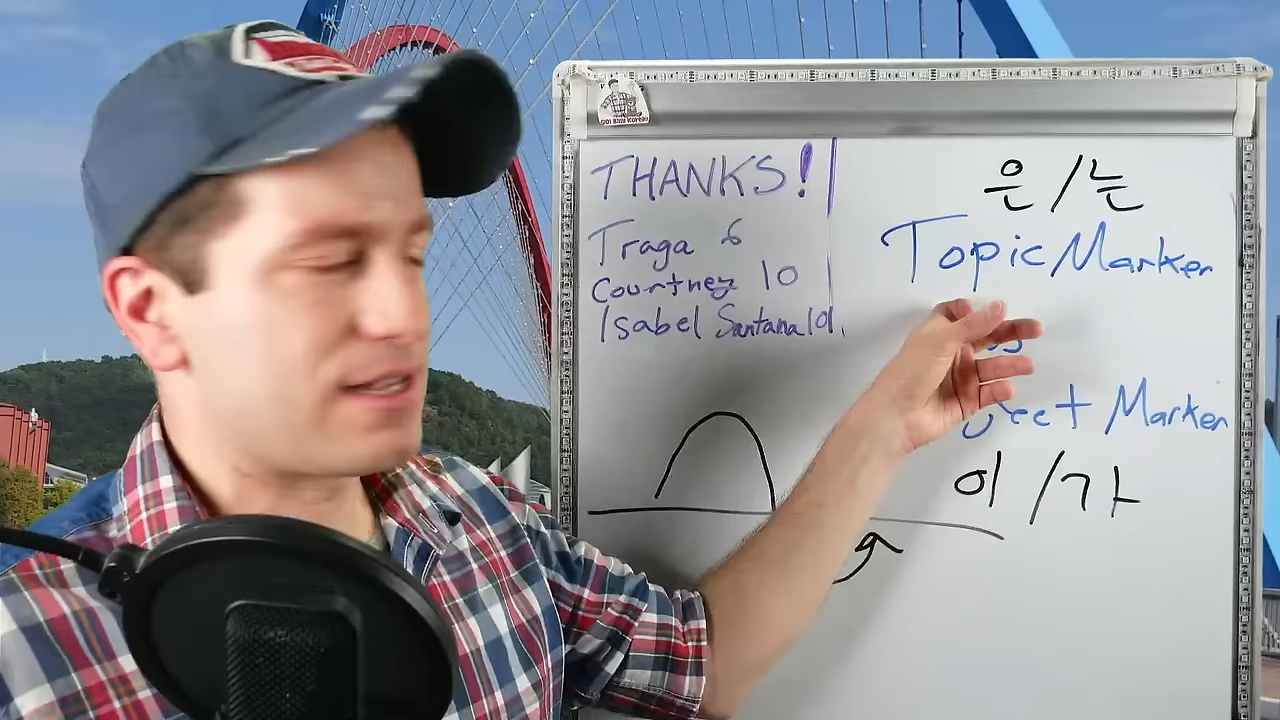 THANKS!
Traga 6
Courtney 10
Isabel Santana 10
은/는
Topic Marker
Marker
이/가